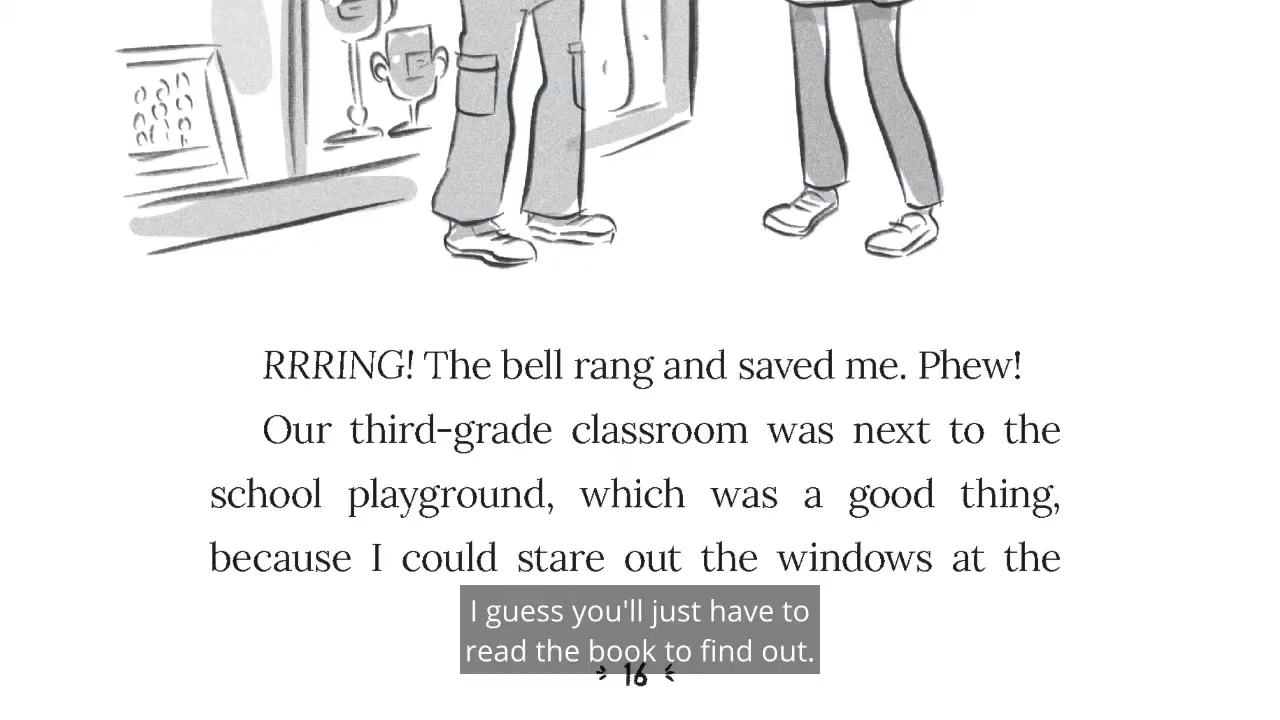 RRRING! The bell rang and saved me. Phew!
Our third-grade classroom was next to the
school playground, which was a good thing,
because I could stare out the windows at the
I guess you'll just have to
read the book to find out.
16